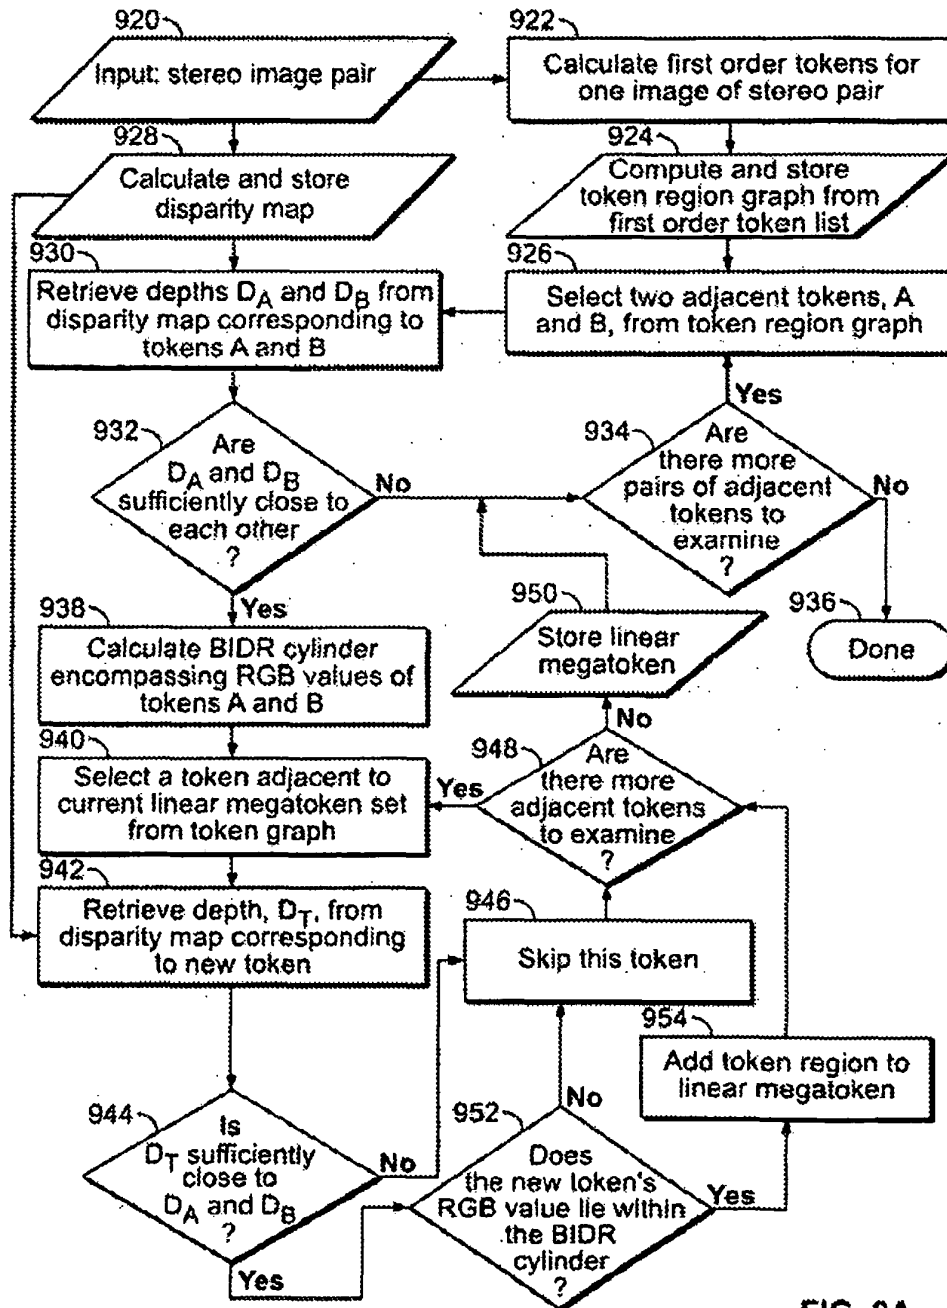 920
Input: stereo image pair
922
Calculate first order tokens for
one image of stereo pair
928
Calculate and store
disparity map
924
Compute and store
token region graph from
first order token list
930
Retrieve depths DA and DB from
disparity map corresponding to
tokens A and B
926
Select two adjacent tokens, A
and B, from token region graph
932
Are
DA and DB
sufficiently close to
each other
?
No
Yes
934
Are
there more
pairs of adjacent
tokens to
examine
?
Yes
No
936
Done
938
Calculate BIDR cylinder
encompassing RGB values of
tokens A and B
950
Store linear
megatoken
940
Select a token adjacent to
current linear megatoken set
from token graph
948
Are
there more
adjacent tokens
to examine
?
No
Yes
942
Retrieve depth, DT, from
disparity map corresponding
to new token
946
Skip this token
954
Add token region to
linear megatoken
944
Is
DT sufficiently
close to
DA and DB
?
No
Yes
952
Does
the new token's
RGB value lie within
the BIDR
cylinder
?
No
Yes